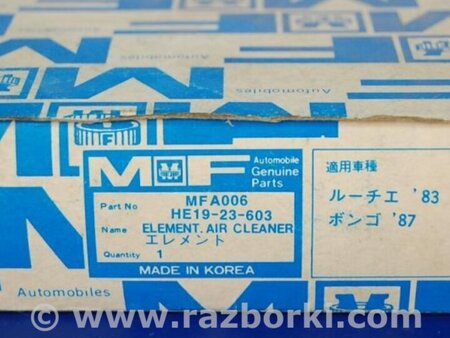 Automobiles
MF
Automobile
Genuine
Parts
Part No
MFA006
HE19-23-603
Name
ELEMENT. AIR CLEANER
エレメント
Quantity
1
MADE IN KOREA
適用車種
ルーチエ '83
ボンゴ '87
Automobiles
Automobiles
www.razborki.com